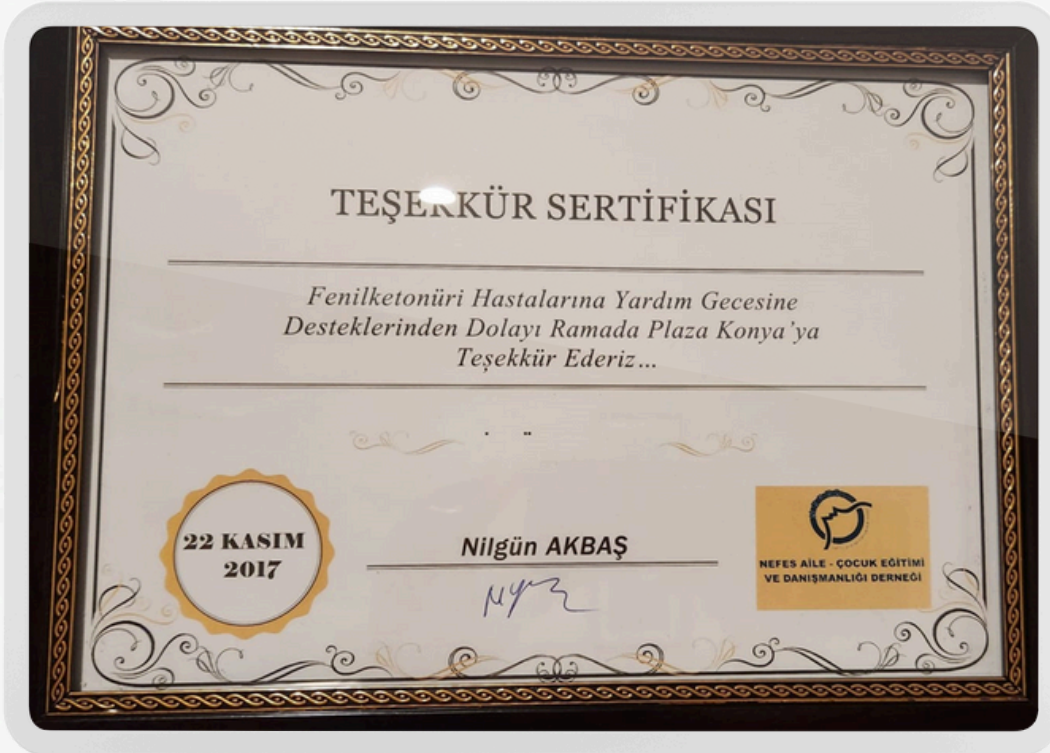 TEŞEKKÜR SERTİFİKASI
Fenilketonüri Hastalarına Yardım Gecesine
Desteklerinden Dolayı Ramada Plaza Konya'ya
Teşekkür Ederiz...
22 KASIM
2017
Nilgün AKBAŞ
NEFES AİLE - ÇOCUK EĞİTİMİ
VE DANIŞMANLIĞI DERNEĞİ